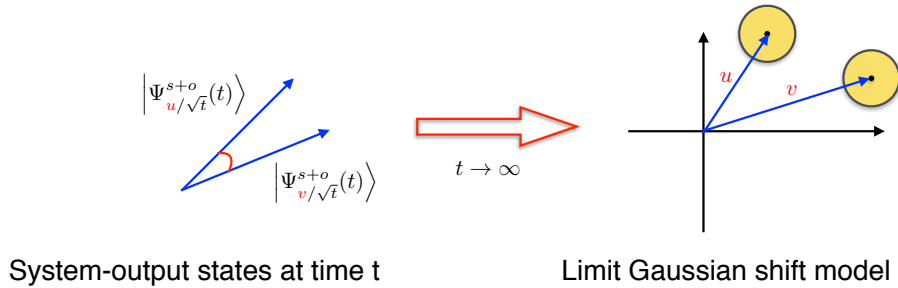 |Ψ^{s+o}_{u/√t}(t)⟩
u
v
|Ψ^{s+o}_{v/√t}(t)⟩
t → ∞
System-output states at time t
Limit Gaussian shift model